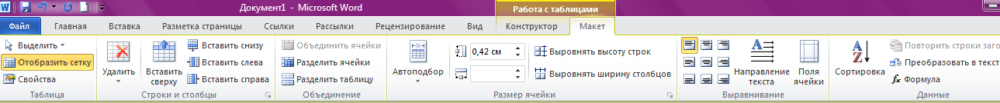 Документ1 - Microsoft Word
Работа с таблицами
Файл Главная Вставка Разметка страницы Ссылки Рассылки Рецензирование Вид Конструктор Макет
Выделить
Отобразить сетку
Свойства
Таблица
Удалить
Вставить сверху
Вставить снизу
Вставить слева
Вставить справа
Строки и столбцы
Объединить ячейки
Разделить ячейки
Разделить таблицу
Объединение
Автоподбор
0,42 см
Выровнять высоту строк
Выровнять ширину столбцов
Размер ячейки
Направление
текста
Поля
ячейки
Выравнивание
Сортировка
Повторить строки заго
Преобразовать в текст
fx Формула
Данные